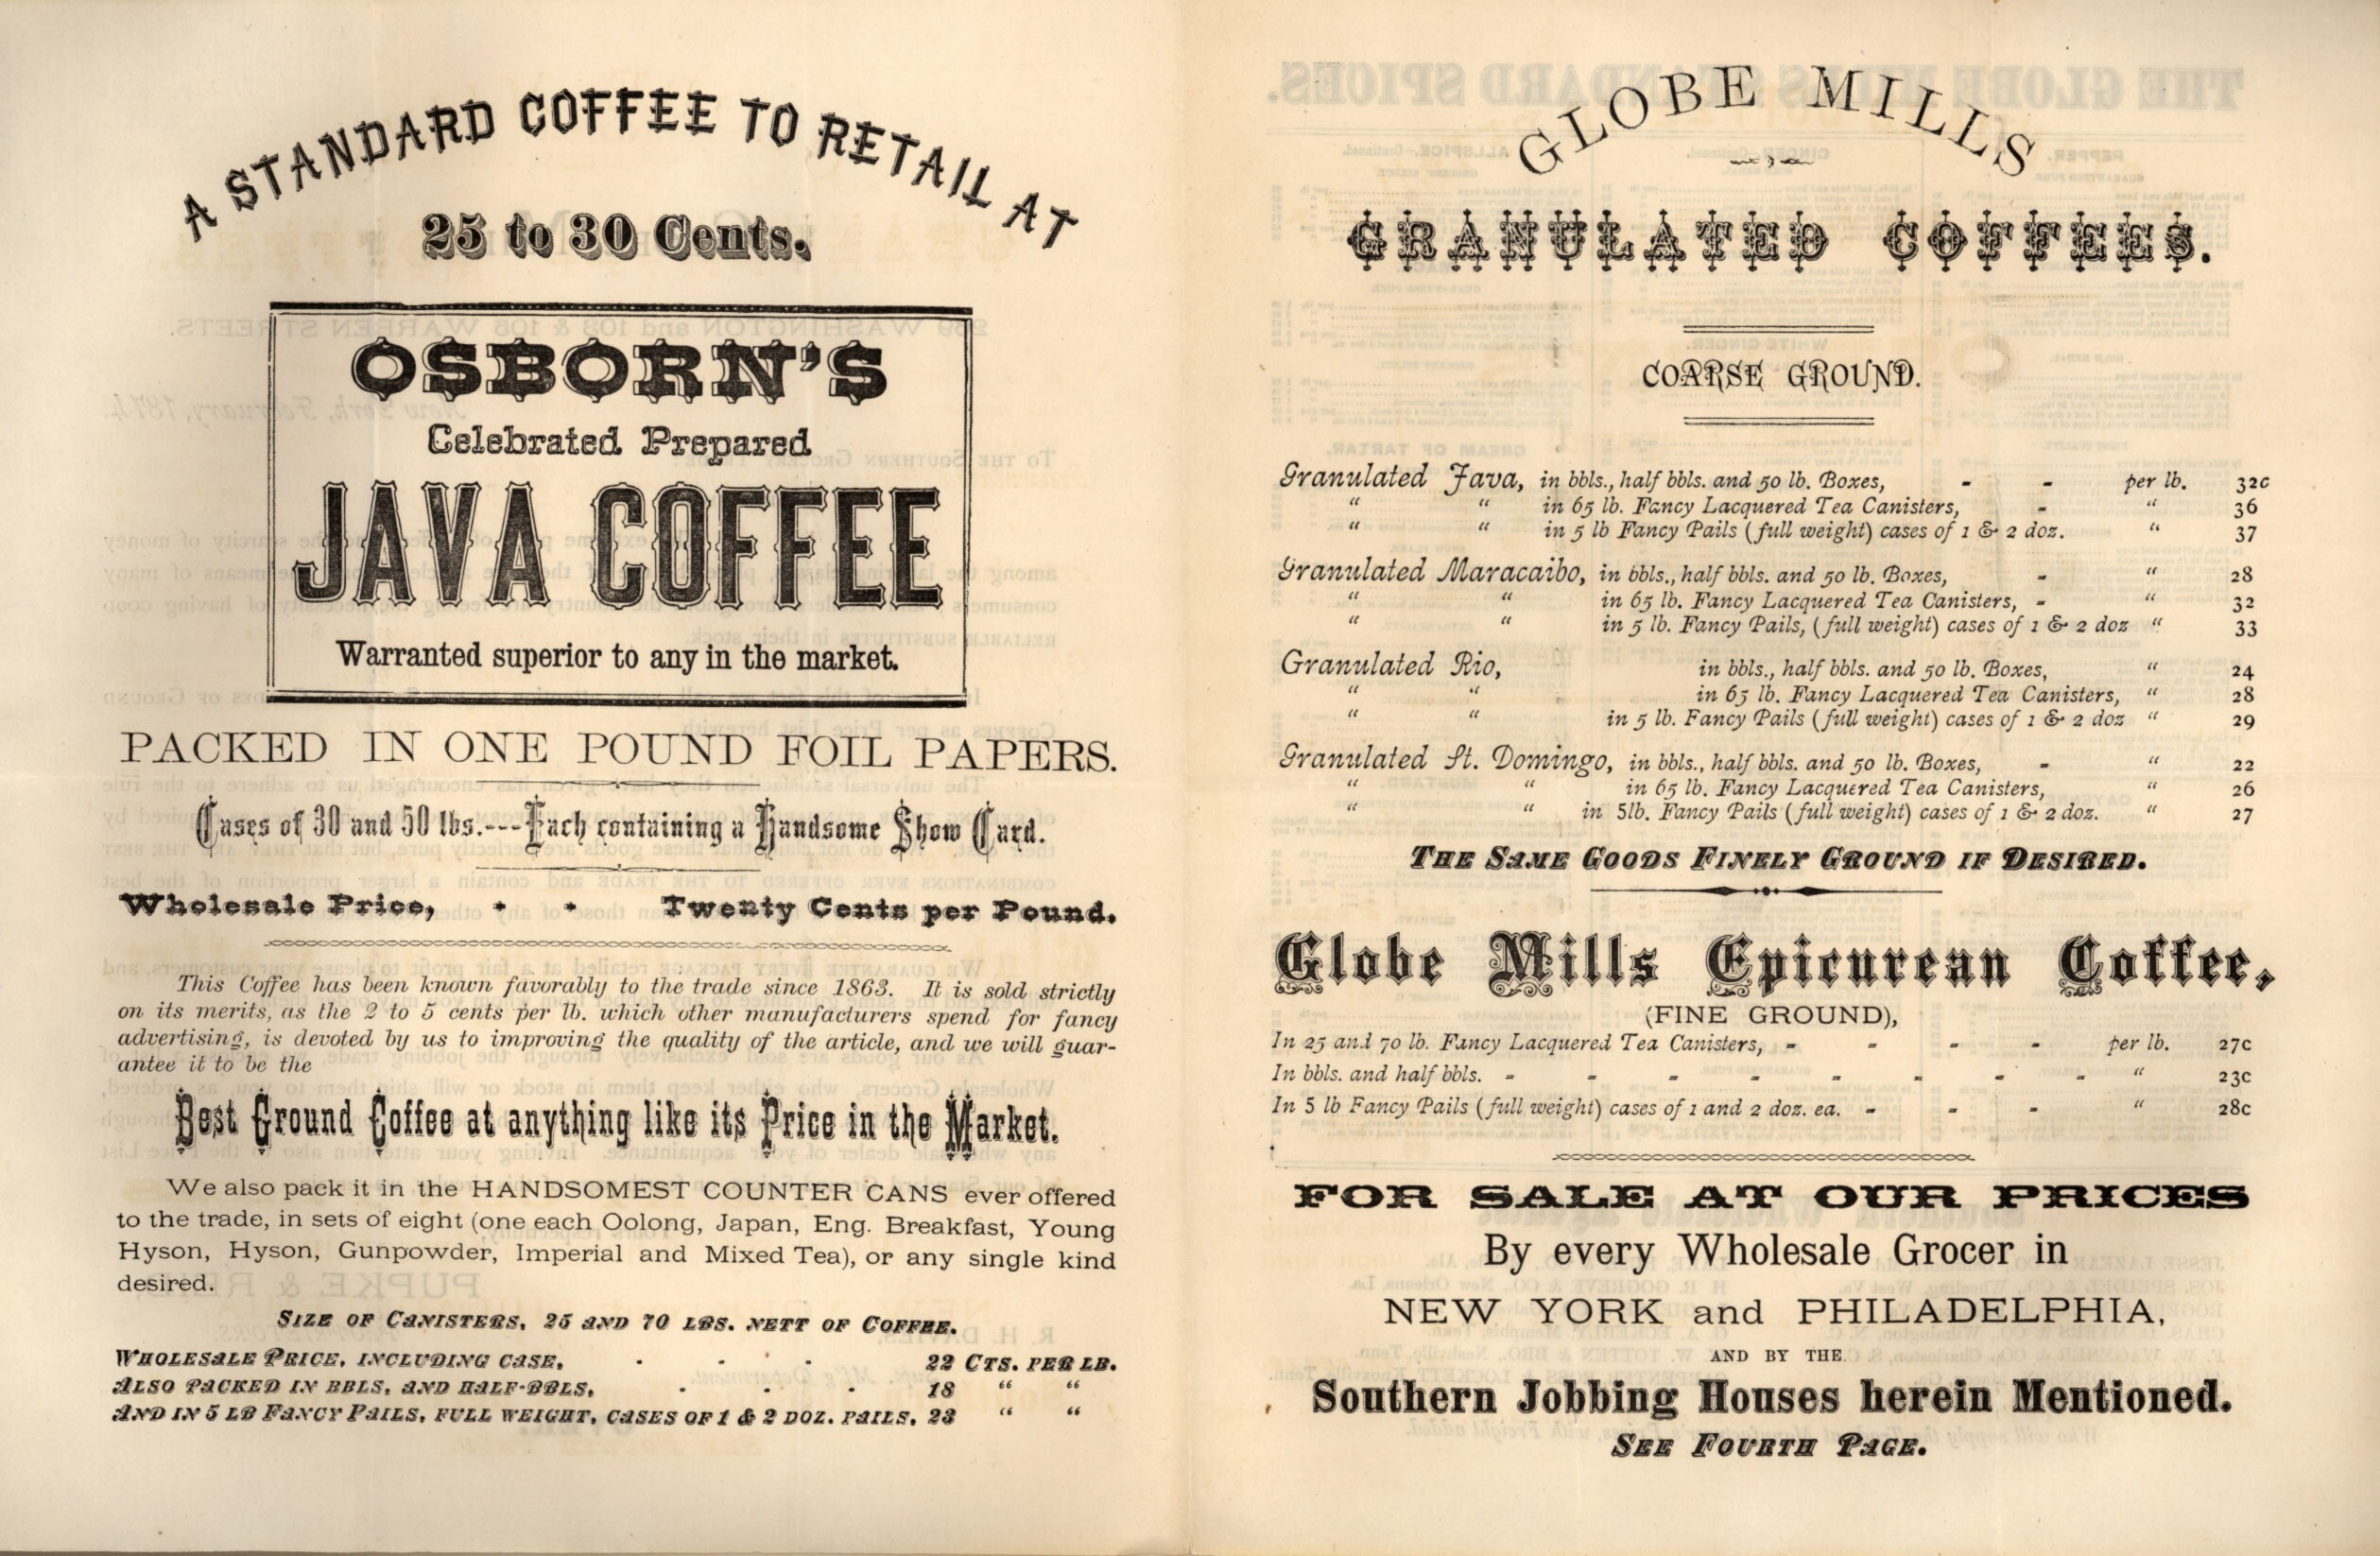 A STANDARD COFFEE TO RETAIL AT
25 to 30 Cents.
OSBORN'S
Celebrated Prepared
JAVA COFFEE
Warranted superior to any in the market.
PACKED IN ONE POUND FOIL PAPERS.
Cases of 30 and 50 lbs.---Each containing a Handsome Show Card.
Wholesale Price, - - Twenty Cents per Pound.
This Coffee has been known favorably to the trade since 1863. It is sold strictly
on its merits, as the 2 to 5 cents per lb. which other manufacturers spend for fancy
advertising, is devoted by us to improving the quality of the article, and we will guar-
antee it to be the
Best Ground Coffee at anything like its Price in the Market.
We also pack it in the HANDSOMEST COUNTER CANS ever offered
to the trade, in sets of eight (one each Oolong, Japan, Eng. Breakfast, Young
Hyson, Hyson, Gunpowder, Imperial and Mixed Tea), or any single kind
desired.
SIZE OF CANISTERS, 25 AND 70 LBS. NETT OF COFFEE.
WHOLESALE PRICE, INCLUDING CASE, . . . 22 CTS. PER LB.
ALSO PACKED IN BBLS, AND HALF-BBLS, . . . 18 “ “
AND IN 5 LB FANCY PAILS, FULL WEIGHT, CASES OF 1 & 2 DOZ. PAILS, 23 “ “
GLOBE MILLS
GRANULATED COFFEES.
COARSE GROUND.
Granulated Java, in bbls., half bbls. and 50 lb. Boxes, - - per lb. 32c
“ “ in 65 lb. Fancy Lacquered Tea Canisters, - “ 36
“ “ in 5 lb Fancy Pails (full weight) cases of 1 & 2 doz. “ 37
Granulated Maracaibo, in bbls., half bbls. and 50 lb. Boxes, - “ 28
“ “ in 65 lb. Fancy Lacquered Tea Canisters, - “ 32
“ “ in 5 lb. Fancy Pails, (full weight) cases of 1 & 2 doz “ 33
Granulated Rio, in bbls., half bbls. and 50 lb. Boxes, “ 24
“ “ in 65 lb. Fancy Lacquered Tea Canisters, “ 28
“ “ in 5 lb. Fancy Pails (full weight) cases of 1 & 2 doz “ 29
Granulated St. Domingo, in bbls., half bbls. and 50 lb. Boxes, - “ 22
“ “ in 65 lb. Fancy Lacquered Tea Canisters, “ 26
“ “ in 5lb. Fancy Pails (full weight) cases of 1 & 2 doz. “ 27
THE SAME GOODS FINELY GROUND IF DESIRED.
Globe Mills Epicurean Coffee,
(FINE GROUND),
In 25 and 70 lb. Fancy Lacquered Tea Canisters, - - - - per lb. 27c
In bbls. and half bbls. - - - - - - - - “ 23c
In 5 lb Fancy Pails (full weight) cases of 1 and 2 doz. ea. - - - “ 28c
FOR SALE AT OUR PRICES
By every Wholesale Grocer in
NEW YORK and PHILADELPHIA,
AND BY THE
Southern Jobbing Houses herein Mentioned.
SEE FOURTH PAGE.